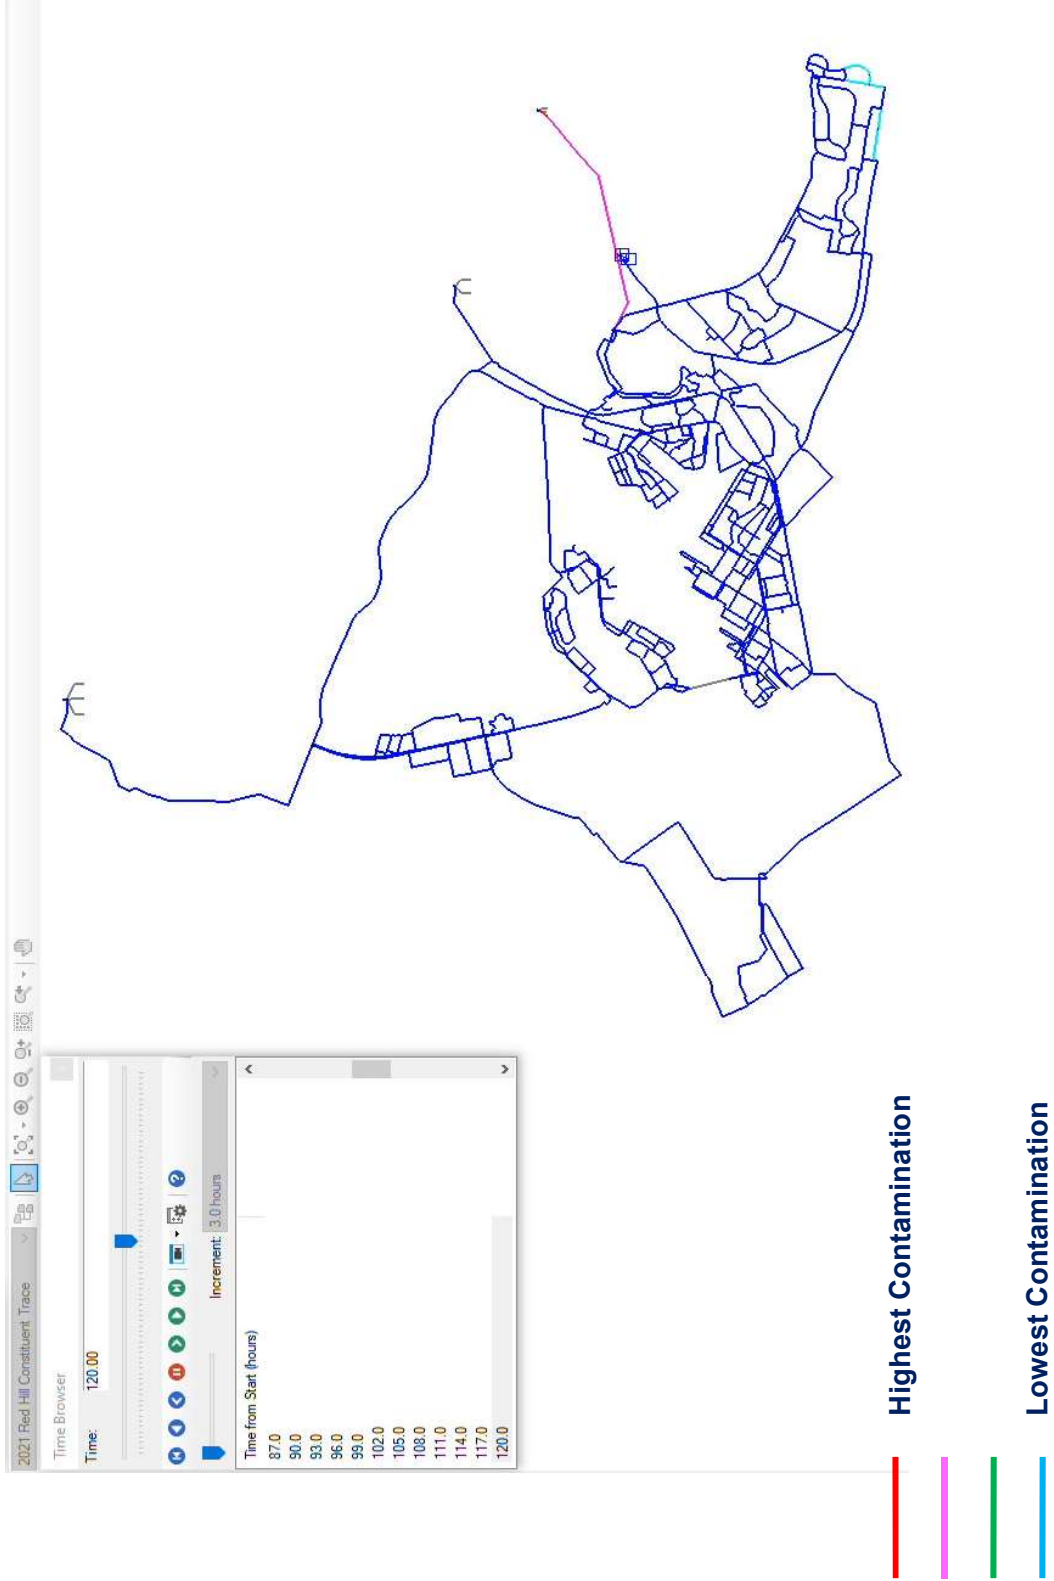 2021 Red Hill Constituent Trace
Time Browser
Time:
120.00
Increment: 3.0 hours
Time from Start (hours)
87.0
90.0
93.0
96.0
99.0
102.0
105.0
108.0
111.0
114.0
117.0
120.0
Highest Contamination
Lowest Contamination